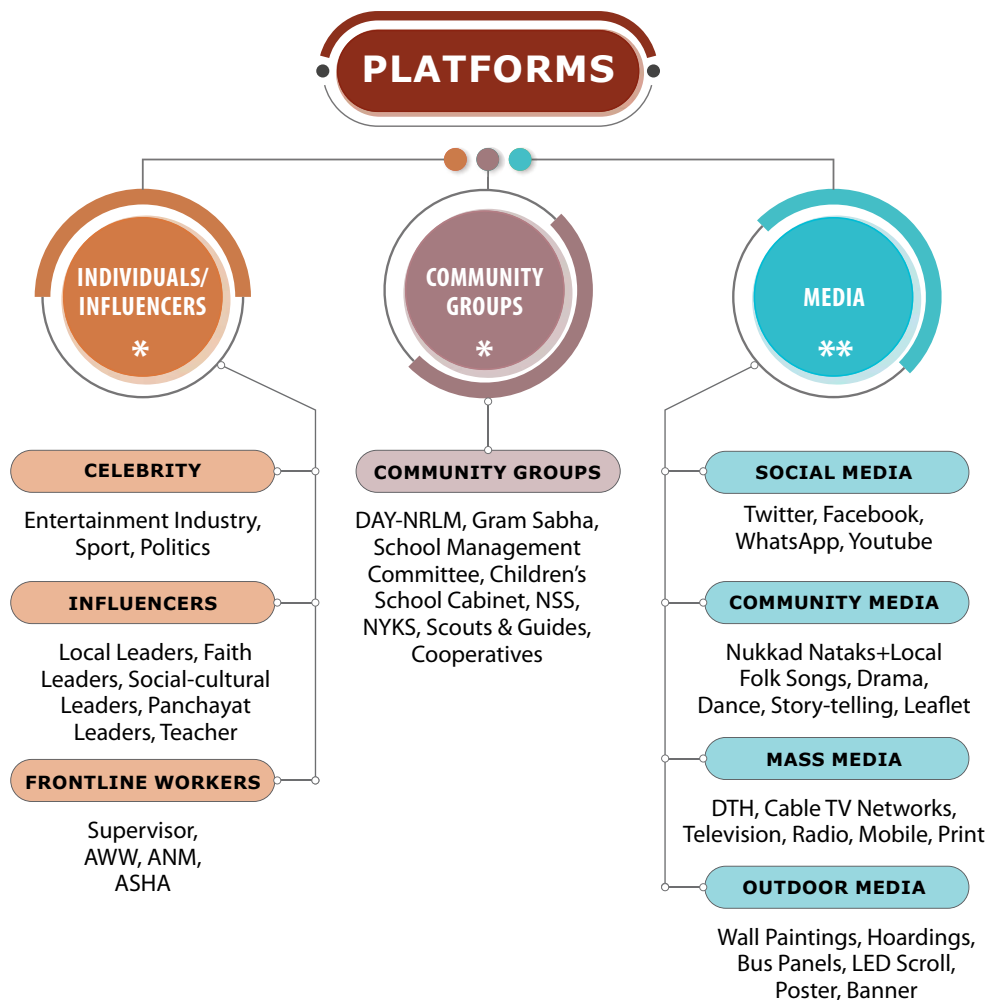 PLATFORMS
INDIVIDUALS/
INFLUENCERS
*
CELEBRITY
Entertainment Industry,
Sport, Politics
INFLUENCERS
Local Leaders, Faith
Leaders, Social-cultural
Leaders, Panchayat
Leaders, Teacher
FRONTLINE WORKERS
Supervisor,
AWW, ANM,
ASHA
COMMUNITY
GROUPS
*
COMMUNITY GROUPS
DAY-NRLM, Gram Sabha,
School Management
Committee, Children’s
School Cabinet, NSS,
NYKS, Scouts & Guides,
Cooperatives
MEDIA
**
SOCIAL MEDIA
Twitter, Facebook,
WhatsApp, Youtube
COMMUNITY MEDIA
Nukkad Nataks+Local
Folk Songs, Drama,
Dance, Story-telling, Leaflet
MASS MEDIA
DTH, Cable TV Networks,
Television, Radio, Mobile, Print
OUTDOOR MEDIA
Wall Paintings, Hoardings,
Bus Panels, LED Scroll,
Poster, Banner